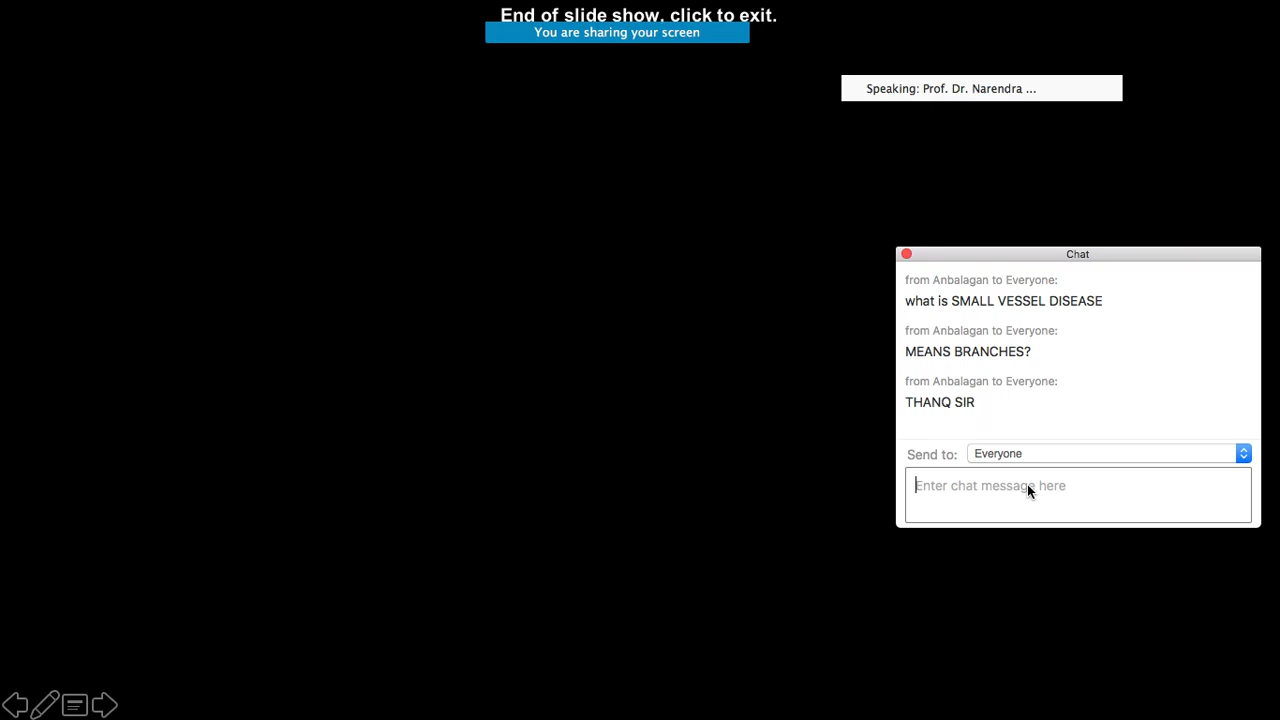 End of slide show, click to exit.
You are sharing your screen
Speaking: Prof. Dr. Narendra ...
Chat
from Anbalagan to Everyone:
what is SMALL VESSEL DISEASE
from Anbalagan to Everyone:
MEANS BRANCHES?
from Anbalagan to Everyone:
THANQ SIR
Send to: Everyone
Enter chat message here